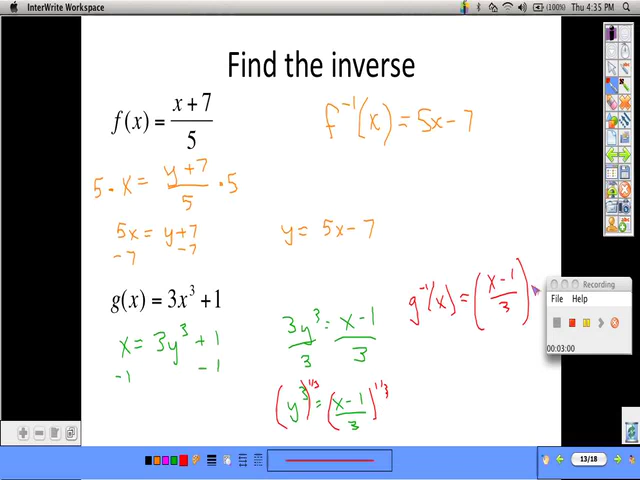 InterWrite Workspace
(100%) Thu 4:35 PM
Find the inverse
f(x) = (x + 7)/5
f⁻¹(x) = 5x - 7
5 · x = (y + 7)/5 · 5
5x = y + 7
-7 -7
y = 5x - 7
g(x) = 3x³ + 1
g⁻¹(x) = ((x - 1)/3)
x = 3y³ + 1
-1 -1
3y³/3 = (x - 1)/3
(y³)^(1/3) = ((x - 1)/3)^(1/3)
Recording
File Help
00:03:00
13/18